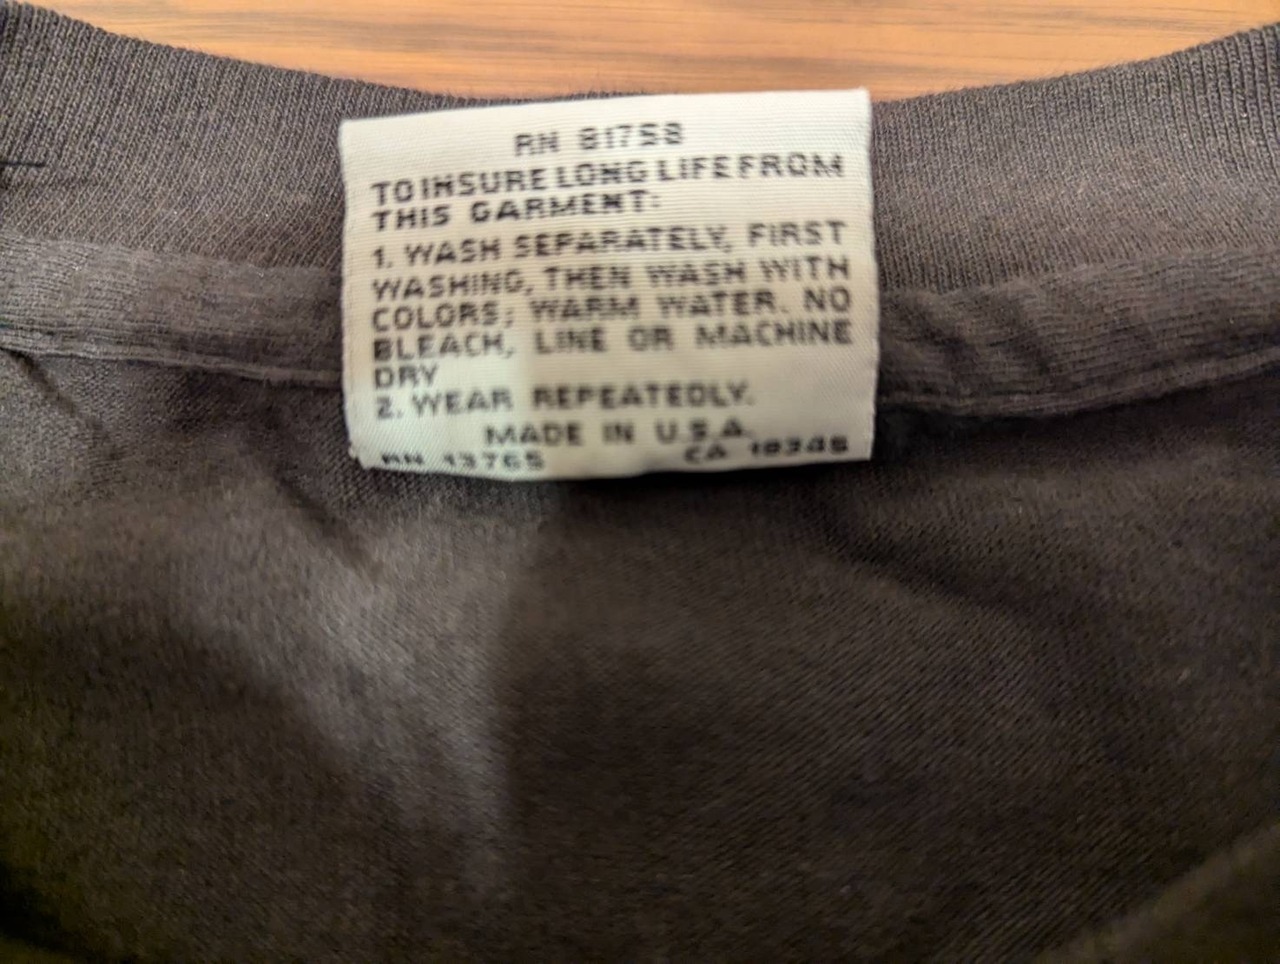 RN 81758
TO INSURE LONG LIFE FROM
THIS GARMENT:
1. WASH SEPARATELY, FIRST
WASHING, THEN WASH WITH
COLORS; WARM WATER. NO
BLEACH, LINE OR MACHINE
DRY
2. WEAR REPEATEDLY.
MADE IN U.S.A.
RN 13765 CA